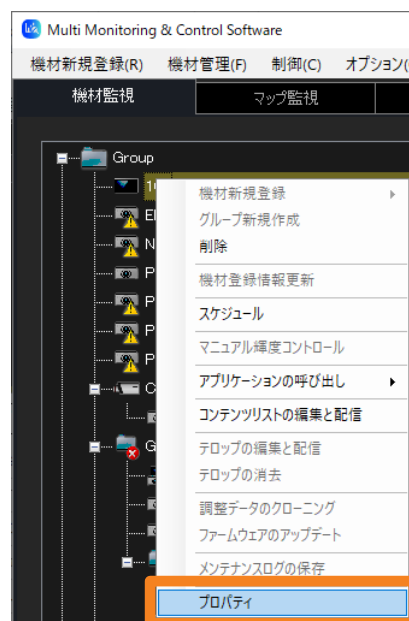 Multi Monitoring & Control Software
機材新規登録(R) 機材管理(F) 制御(C) オプション(
機材監視 マップ監視
Group
機材新規登録
グループ新規作成
削除
機材登録情報更新
スケジュール
マニュアル輝度コントロール
アプリケーションの呼び出し
コンテンツリストの編集と配信
テロップの編集と配信
テロップの消去
調整データのクローニング
ファームウェアのアップデート
メンテナンスログの保存
プロパティ